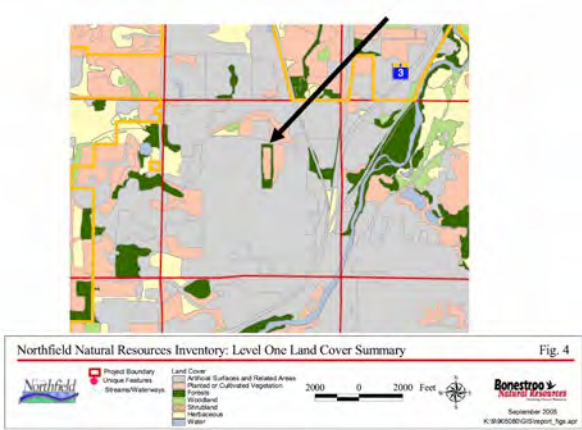 3
Northfield Natural Resources Inventory: Level One Land Cover Summary Fig. 4
Northfield
Project Boundary
Unique Features
Streams/Waterways
Land Cover
Artificial Surfaces and Related Areas
Planted or Cultivated Vegetation
Forests
Woodland
Shrubland
Herbaceous
Water
2000 0 2000 Feet
Bonestroo
Natural Resources
September 2005